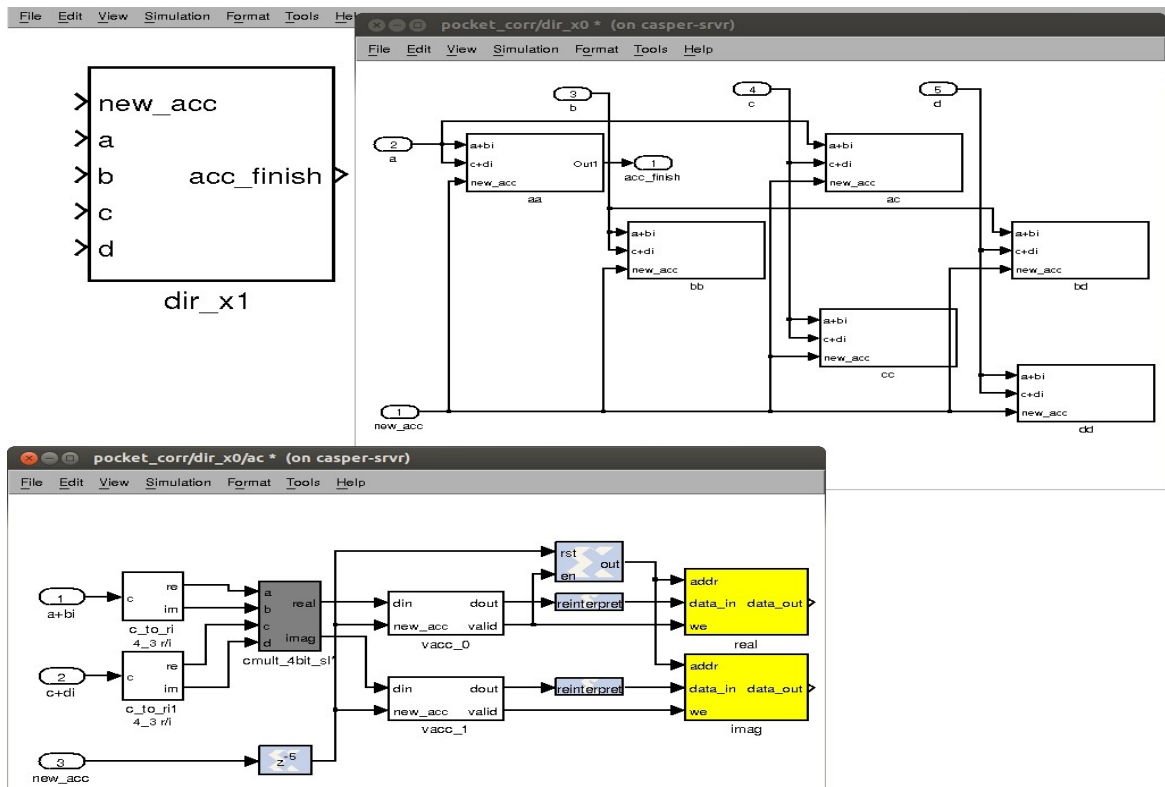 File Edit View Simulation Format Tools Hel
new_acc
a
b acc_finish
c
d
dir_x1
pocket_corr/dir_x0 * (on casper-srvr)
File Edit View Simulation Format Tools Help
3
b
4
c
5
d
2
a
a+bi
c+di Out1
new_acc
aa
1
acc_finish
a+bi
c+di
new_acc
ac
a+bi
c+di
new_acc
bb
a+bi
c+di
new_acc
bd
a+bi
c+di
new_acc
cc
a+bi
c+di
new_acc
dd
1
new_acc
pocket_corr/dir_x0/ac * (on casper-srvr)
File Edit View Simulation Format Tools Help
1
a+bi
c re
im
c_to_ri
4_3 r/i
2
c+di
c re
im
c_to_ri1
4_3 r/i
3
new_acc
z-5
a
b real
c
d imag
cmult_4bit_sl*
din dout
new_acc valid
vacc_0
din dout
new_acc valid
vacc_1
rst
en out
reinterpret
reinterpret
addr
data_in data_out
we
real
addr
data_in data_out
we
imag